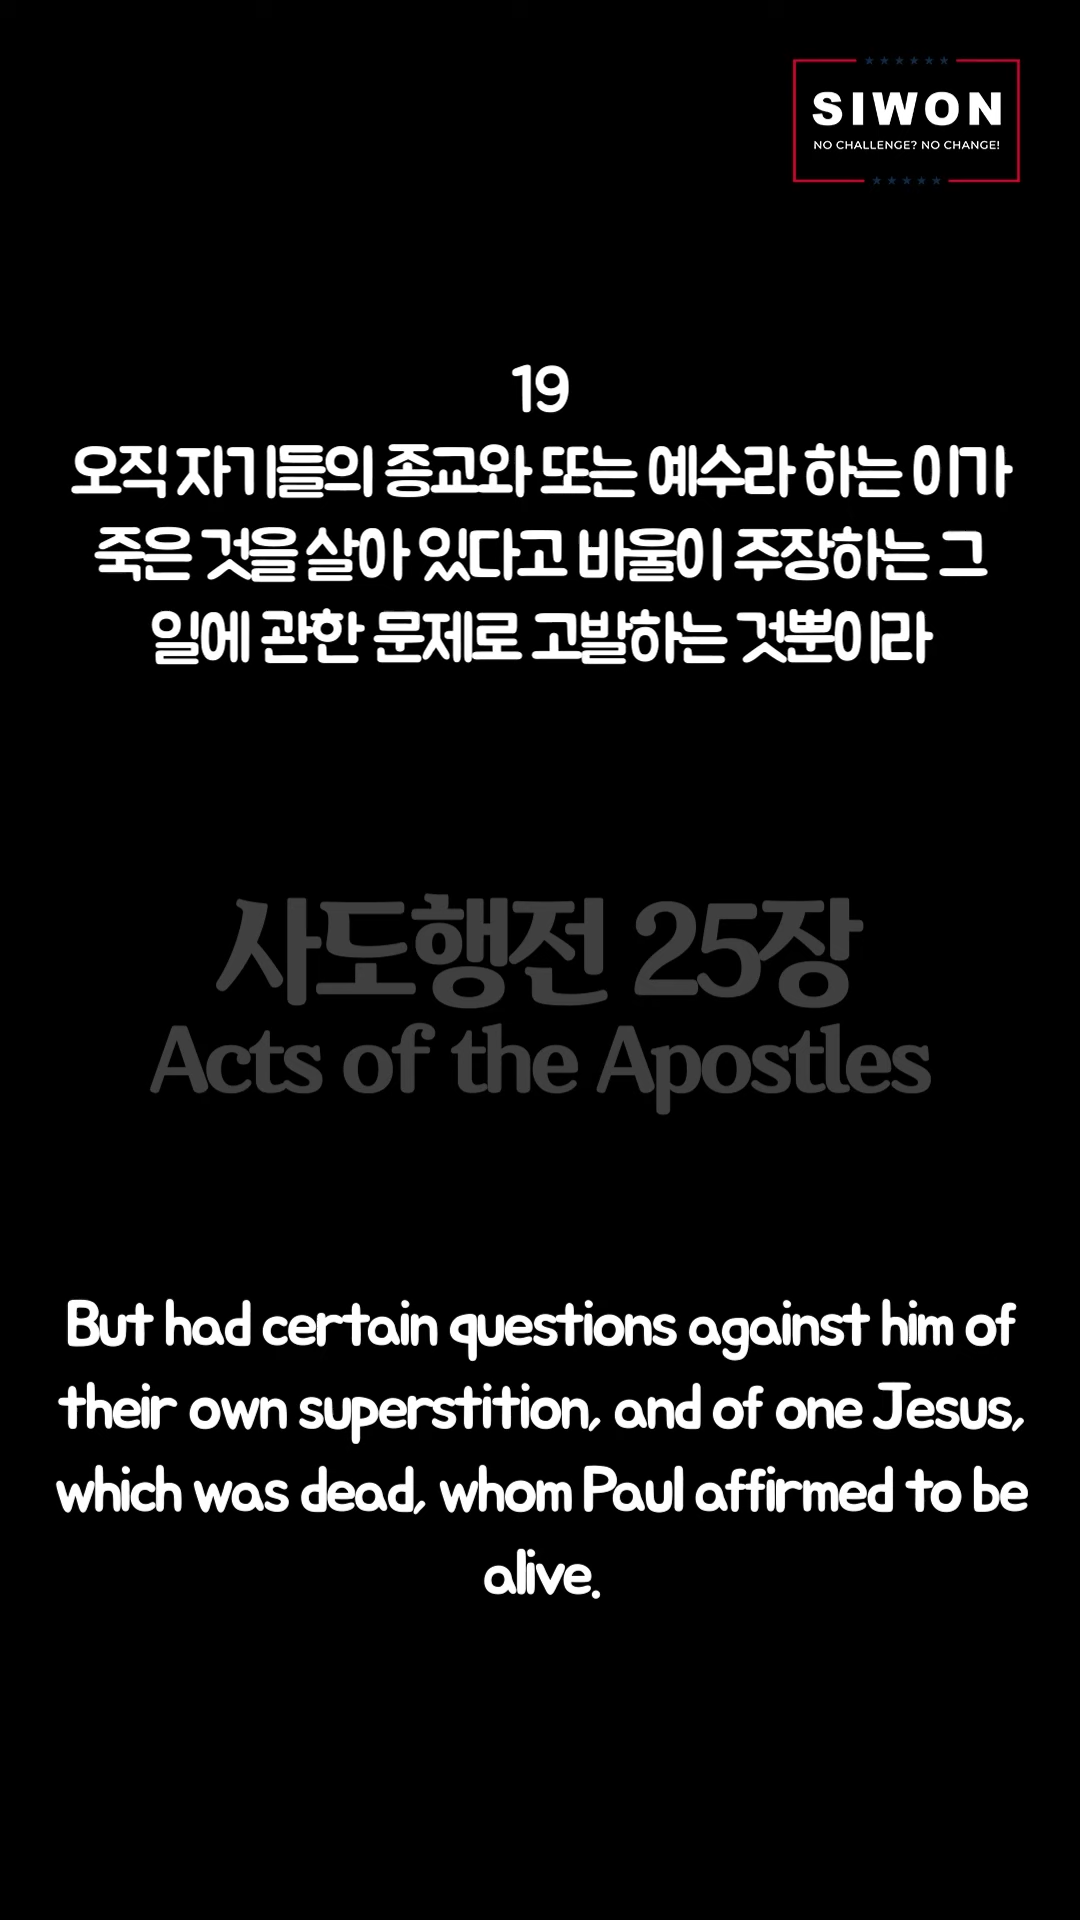 SIWON
NO CHALLENGE? NO CHANGE!
19
오직 자기들의 종교와 또는 예수라 하는 이가
죽은 것을 살아 있다고 바울이 주장하는 그
일에 관한 문제로 고발하는 것뿐이라
사도행전 25장
Acts of the Apostles
But had certain questions against him of
their own superstition, and of one Jesus,
which was dead, whom Paul affirmed to be
alive.